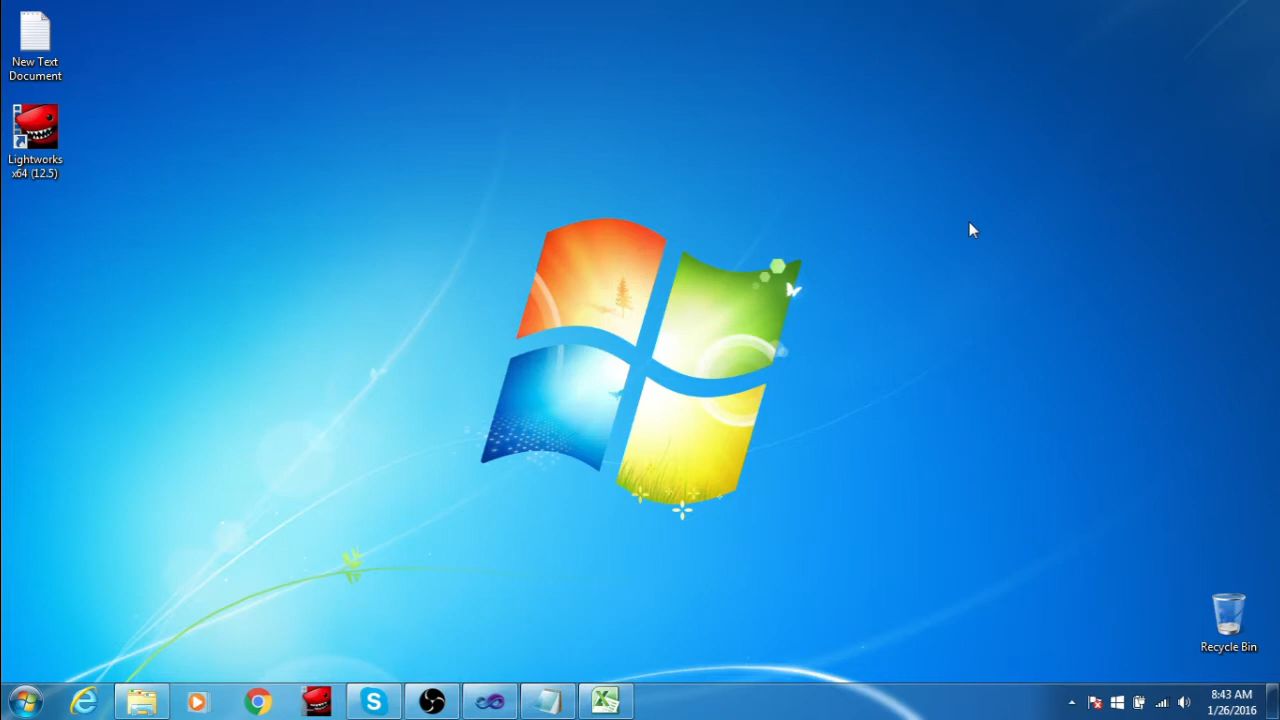 New Text
Document
Lightworks
x64 (12.5)
Recycle Bin
8:43 AM
1/26/2016